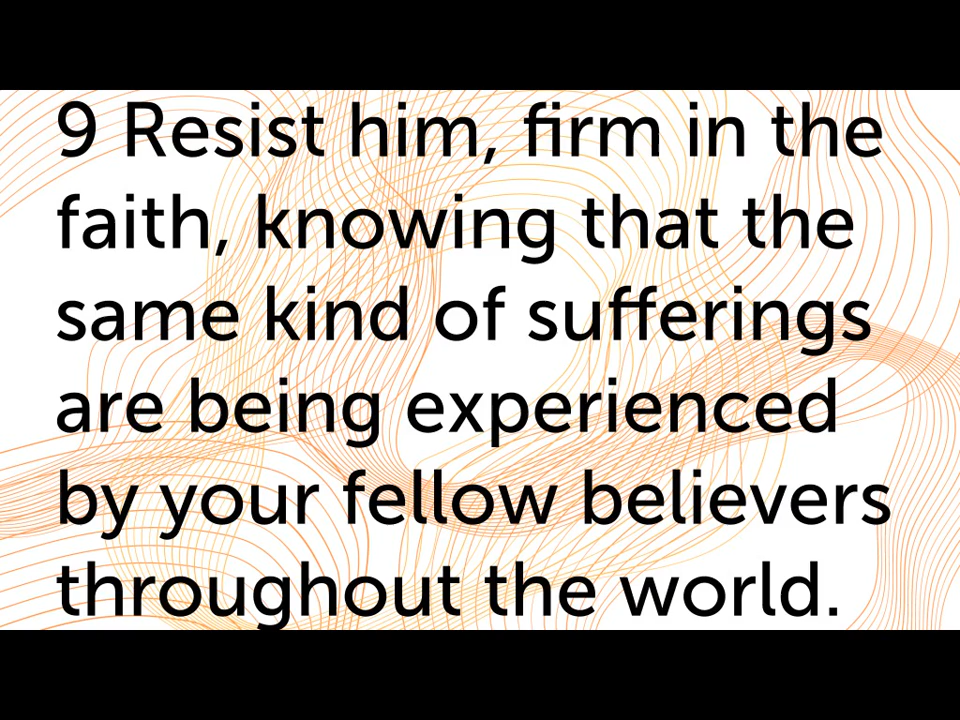 9 Resist him, firm in the
faith, knowing that the
same kind of sufferings
are being experienced
by your fellow believers
throughout the world.